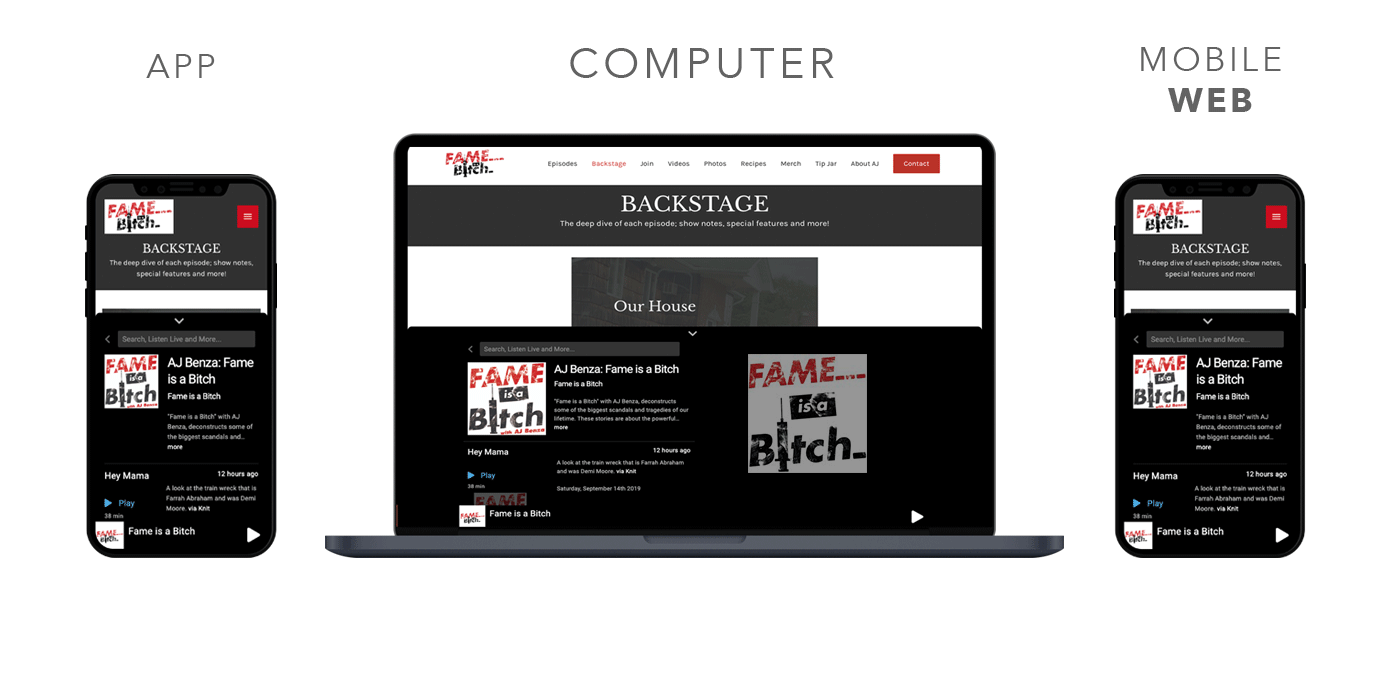 APP
COMPUTER
MOBILE
WEB
FAME
Bitch
BACKSTAGE
The deep dive of each episode; show notes,
special features and more!
Search, Listen Live and More...
FAME
is a
Bitch
with AJ Benza
AJ Benza: Fame
is a Bitch
Fame is a Bitch
"Fame is a Bitch" with AJ
Benza, deconstructs some of
the biggest scandals and...
more
Hey Mama
12 hours ago
Play
38 min
A look at the train wreck that is
Farrah Abraham and was Demi
Moore. via Knit
Fame is a Bitch
FAME
Bitch
Episodes Backstage Join Videos Photos Recipes Merch Tip Jar About AJ Contact
BACKSTAGE
The deep dive of each episode; show notes, special features and more!
Our House
Search, Listen Live and More...
FAME
is a
Bitch
with AJ Benza
AJ Benza: Fame is a Bitch
Fame is a Bitch
"Fame is a Bitch" with AJ Benza, deconstructs
some of the biggest scandals and tragedies of our
lifetime. These stories are about the powerful...
more
Hey Mama
12 hours ago
Play
38 min
A look at the train wreck that is Farrah Abraham
and was Demi Moore. via Knit
Saturday, September 14th 2019
Fame is a Bitch
FAME
is a
Bitch
FAME
Bitch
BACKSTAGE
The deep dive of each episode; show notes,
special features and more!
Search, Listen Live and More...
FAME
is a
Bitch
with AJ Benza
AJ Benza: Fame
is a Bitch
Fame is a Bitch
"Fame is a Bitch" with AJ
Benza, deconstructs some of
the biggest scandals and...
more
Hey Mama
12 hours ago
Play
38 min
A look at the train wreck that is
Farrah Abraham and was Demi
Moore. via Knit
Fame is a Bitch